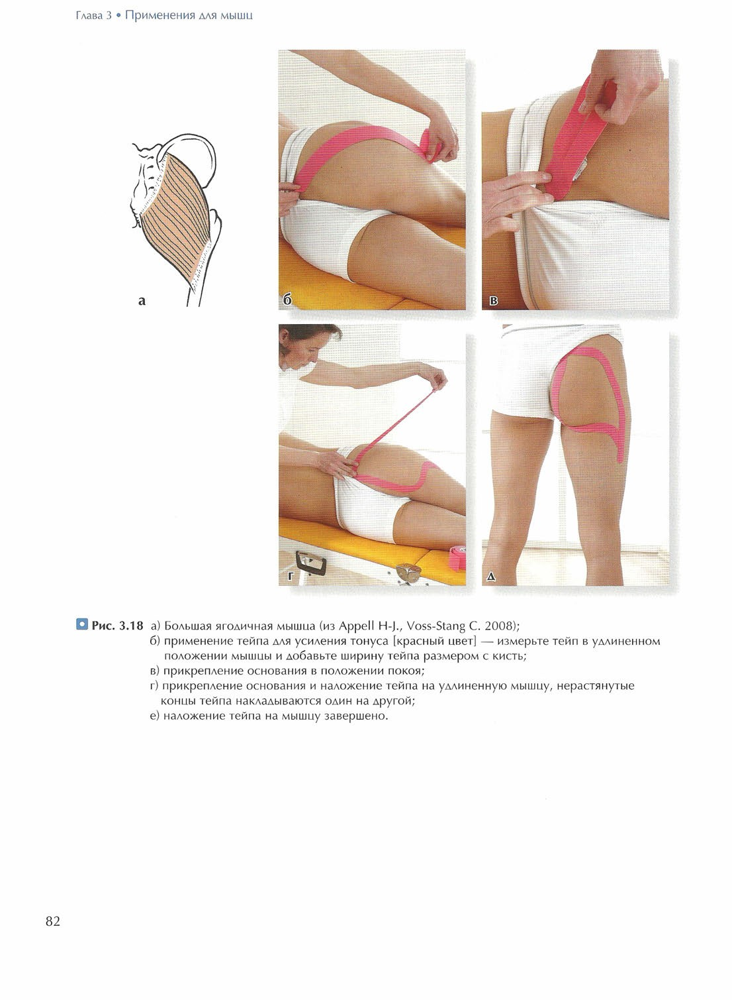 Глава 3 • Применения для мышц
а
б
в
г
д
Рис. 3.18 а) Большая ягодичная мышца (из Appell H-J., Voss-Stang C. 2008);
б) применение тейпа для усиления тонуса [красный цвет] — измерьте тейп в удлиненном
положении мышцы и добавьте ширину тейпа размером с кисть;
в) прикрепление основания в положении покоя;
г) прикрепление основания и наложение тейпа на удлиненную мышцу, нерастянутые
концы тейпа накладываются один на другой;
е) наложение тейпа на мышцу завершено.
82